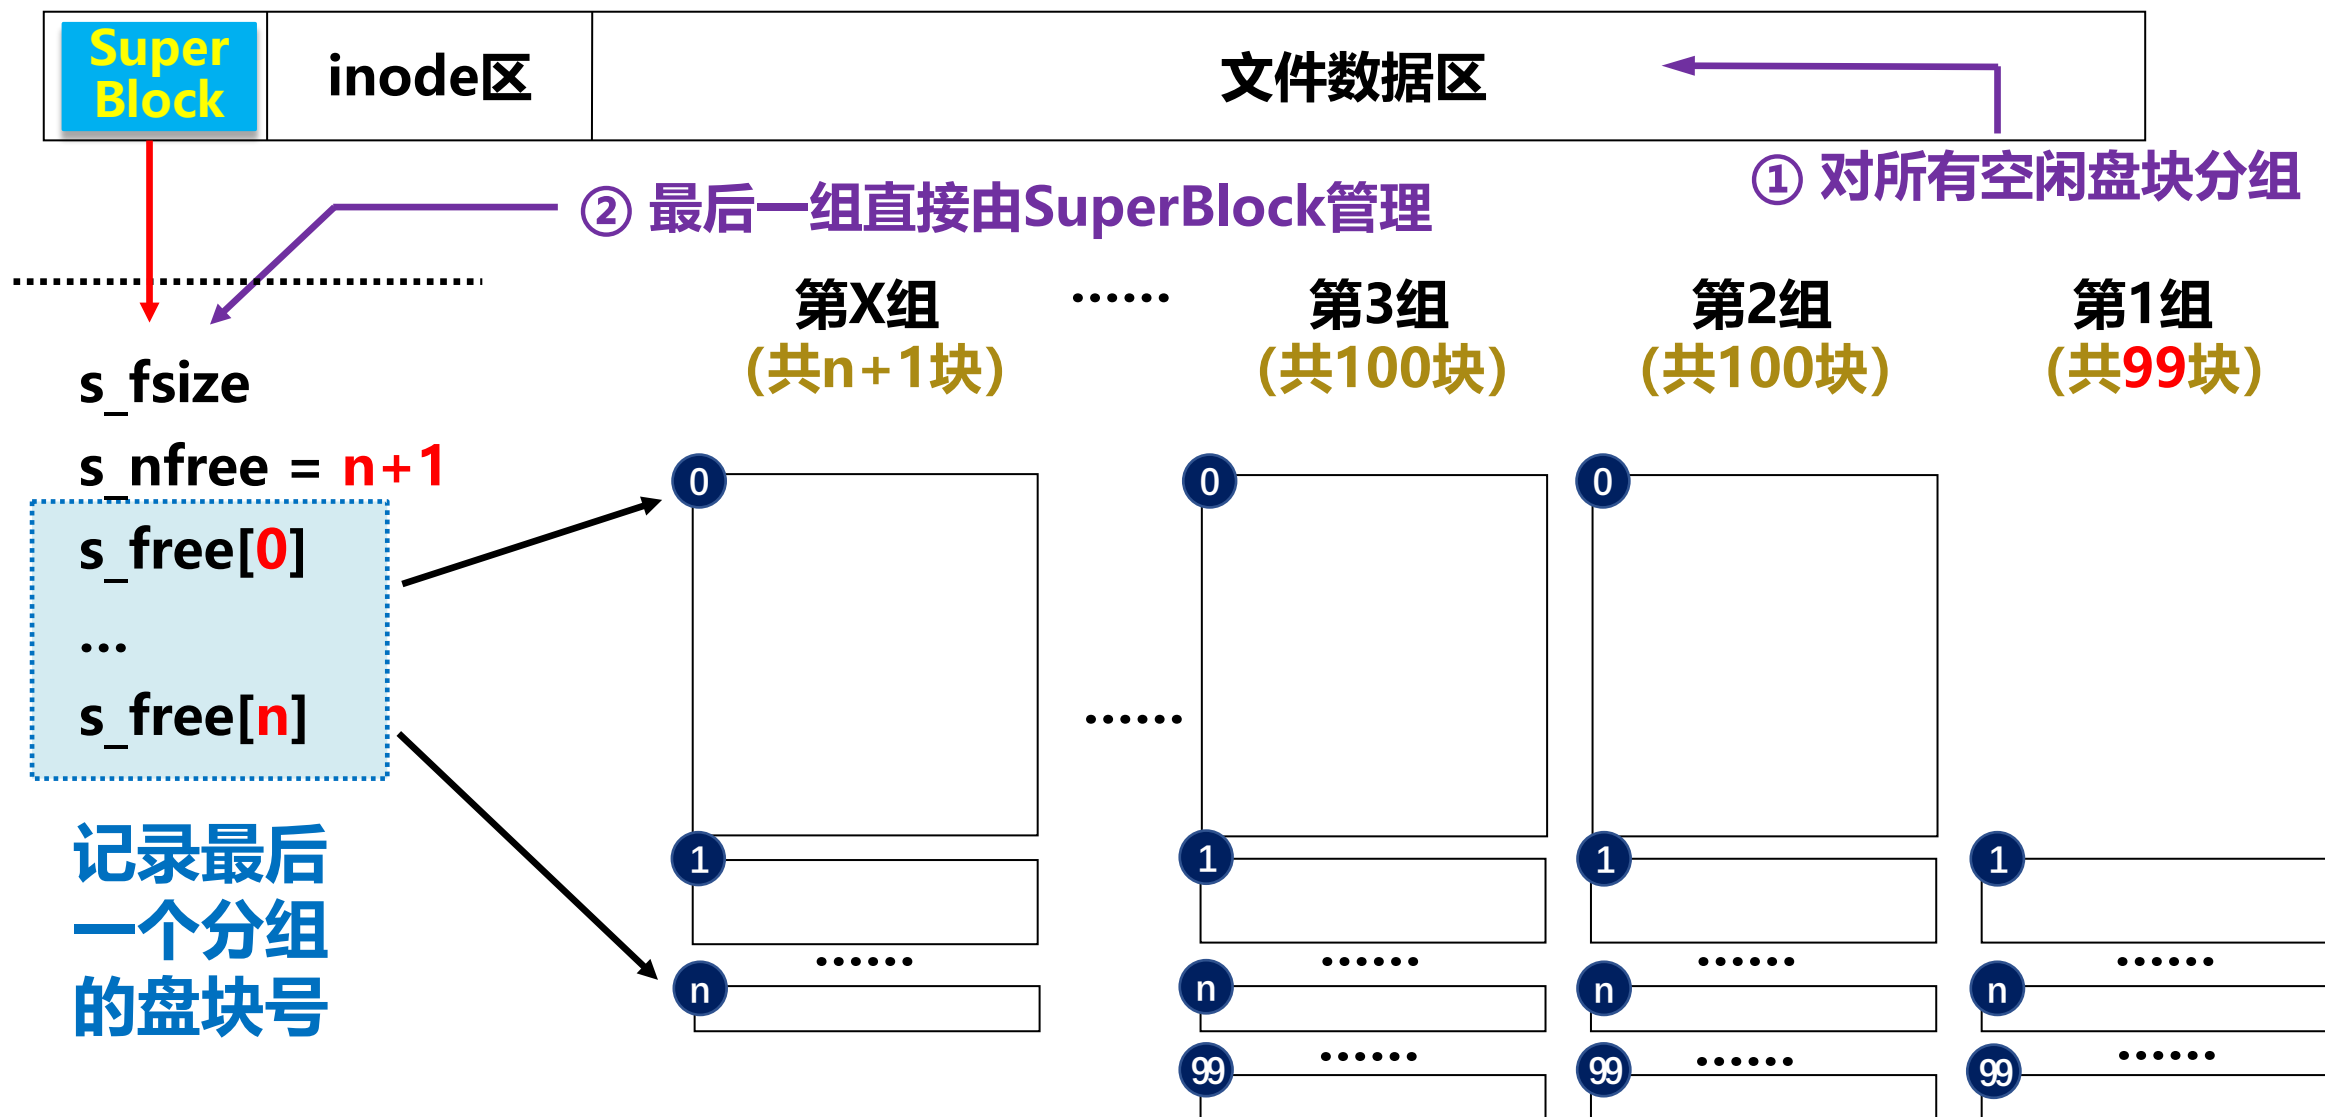 Super
Block
inode区
文件数据区
① 对所有空闲盘块分组
② 最后一组直接由SuperBlock管理
第X组
……
第3组
第2组
第1组
(共n+1块)
(共100块)
(共100块)
(共99块)
s_fsize
s_nfree = n+1
s_free[0]
...
s_free[n]
记录最后
一个分组
的盘块号
0
0
0
……
1
1
1
1
……
……
……
……
n
n
n
n
……
……
……
99
99
99